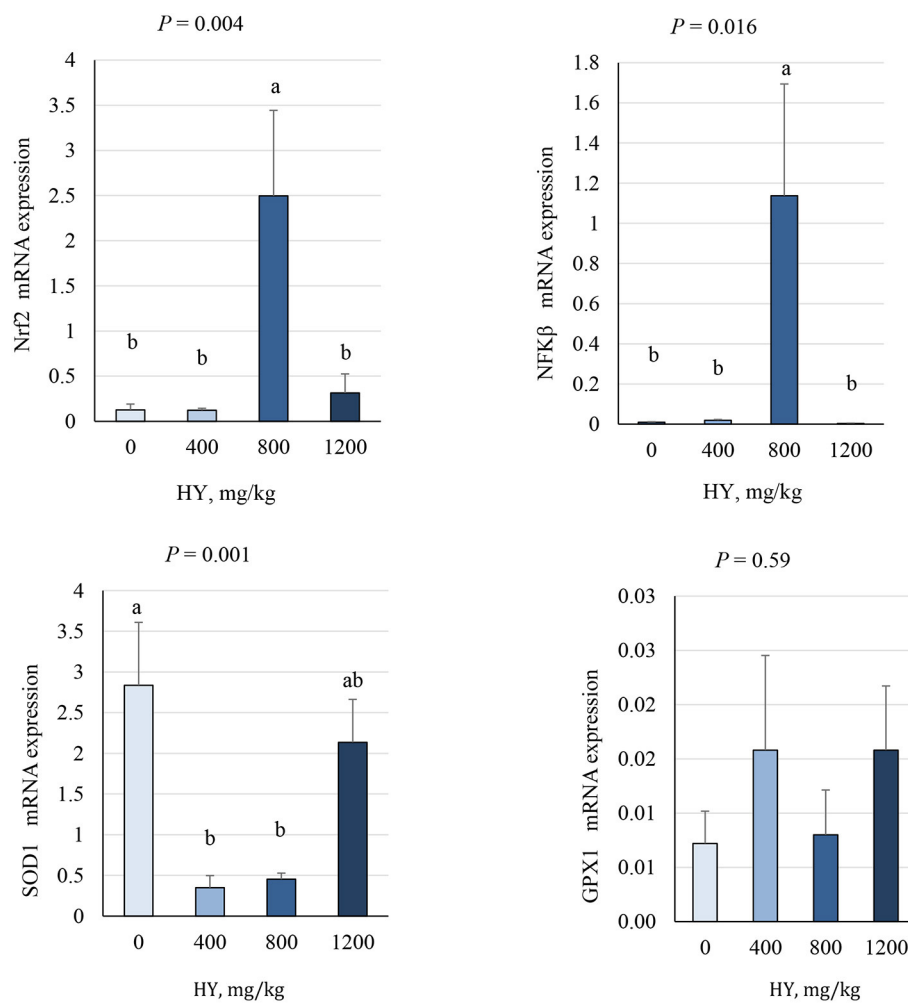 P = 0.004
4
3.5
3
2.5
2
1.5
1
0.5
0
Nrf2 mRNA expression
a
b
b
b
0 400 800 1200
HY, mg/kg
P = 0.016
1.8
1.6
1.4
1.2
1
0.8
0.6
0.4
0.2
0
NFKβ mRNA expression
a
b
b
b
0 400 800 1200
HY, mg/kg
P = 0.001
4
3.5
3
2.5
2
1.5
1
0.5
0
SOD1 mRNA expression
a
ab
b
b
0 400 800 1200
HY, mg/kg
P = 0.59
0.03
0.03
0.02
0.02
0.01
0.01
0.00
GPX1 mRNA expression
0 400 800 1200
HY, mg/kg